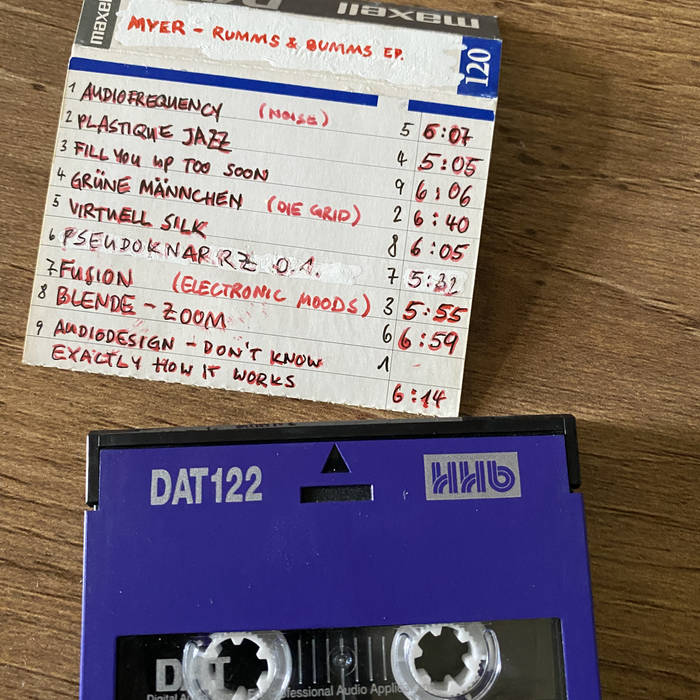 maxell
maxell
MYER - RUMMS & BUMMS EP.
120
1 AUDIOFREQUENCY (NOISE) 5 6:07
2 PLASTIQUE JAZZ 4 5:05
3 FILL YOU UP TOO SOON 9 6:06
4 GRÜNE MÄNNCHEN (DIE GRID) 2 6:40
5 VIRTUELL SILK 8 6:05
6 PSEUDOKNARRZ 0.1. 7 5:32
7 FUSION (ELECTRONIC MOODS) 3 5:55
8 BLENDE - ZOOM 6 6:59
9 AUDIODESIGN - DON'T KNOW 1
EXACTLY HOW IT WORKS 6:14
DAT122 HHb
DAT
Professional Audio